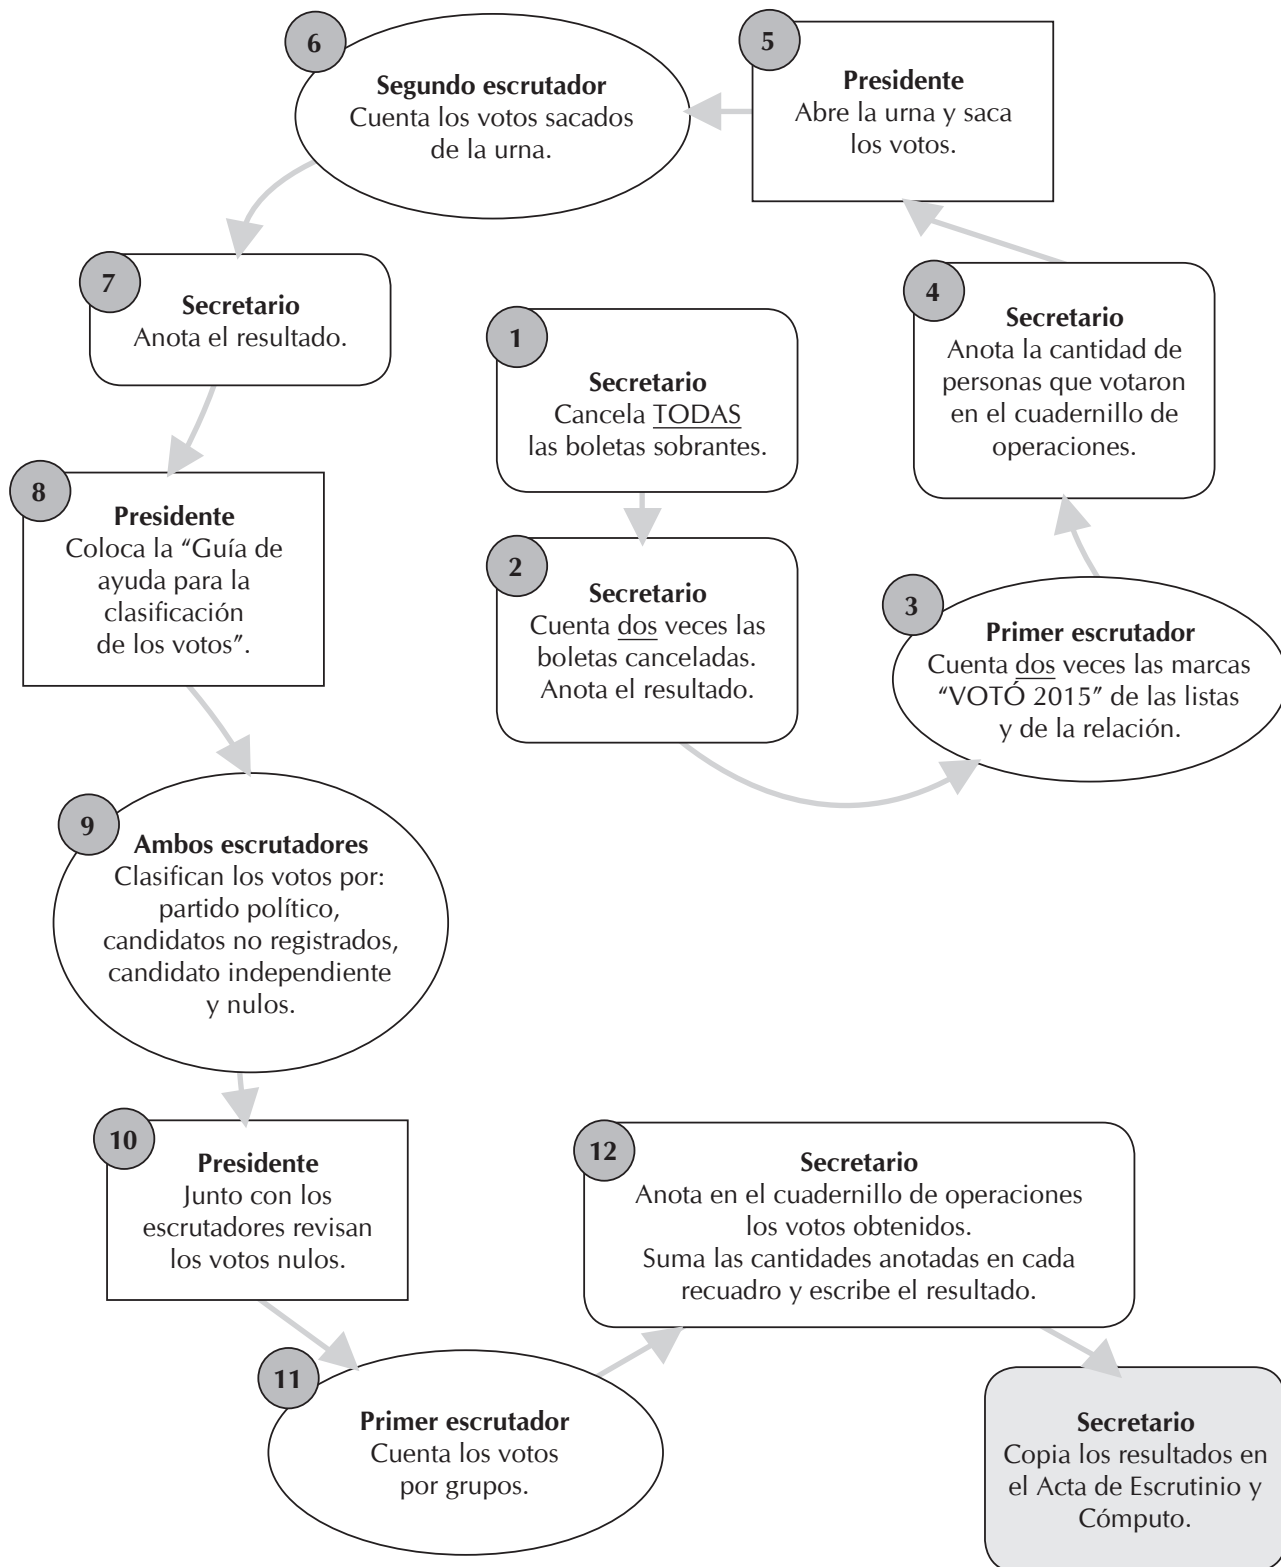 1
Secretario
Cancela TODAS
las boletas sobrantes.
2
Secretario
Cuenta dos veces las
boletas canceladas.
Anota el resultado.
3
Primer escrutador
Cuenta dos veces las marcas
“VOTÓ 2015” de las listas
y de la relación.
4
Secretario
Anota la cantidad de
personas que votaron
en el cuadernillo de
operaciones.
5
Presidente
Abre la urna y saca
los votos.
6
Segundo escrutador
Cuenta los votos sacados
de la urna.
7
Secretario
Anota el resultado.
8
Presidente
Coloca la “Guía de
ayuda para la
clasificación
de los votos”.
9
Ambos escrutadores
Clasifican los votos por:
partido político,
candidatos no registrados,
candidato independiente
y nulos.
10
Presidente
Junto con los
escrutadores revisan
los votos nulos.
11
Primer escrutador
Cuenta los votos
por grupos.
12
Secretario
Anota en el cuadernillo de operaciones
los votos obtenidos.
Suma las cantidades anotadas en cada
recuadro y escribe el resultado.
Secretario
Copia los resultados en
el Acta de Escrutinio y
Cómputo.